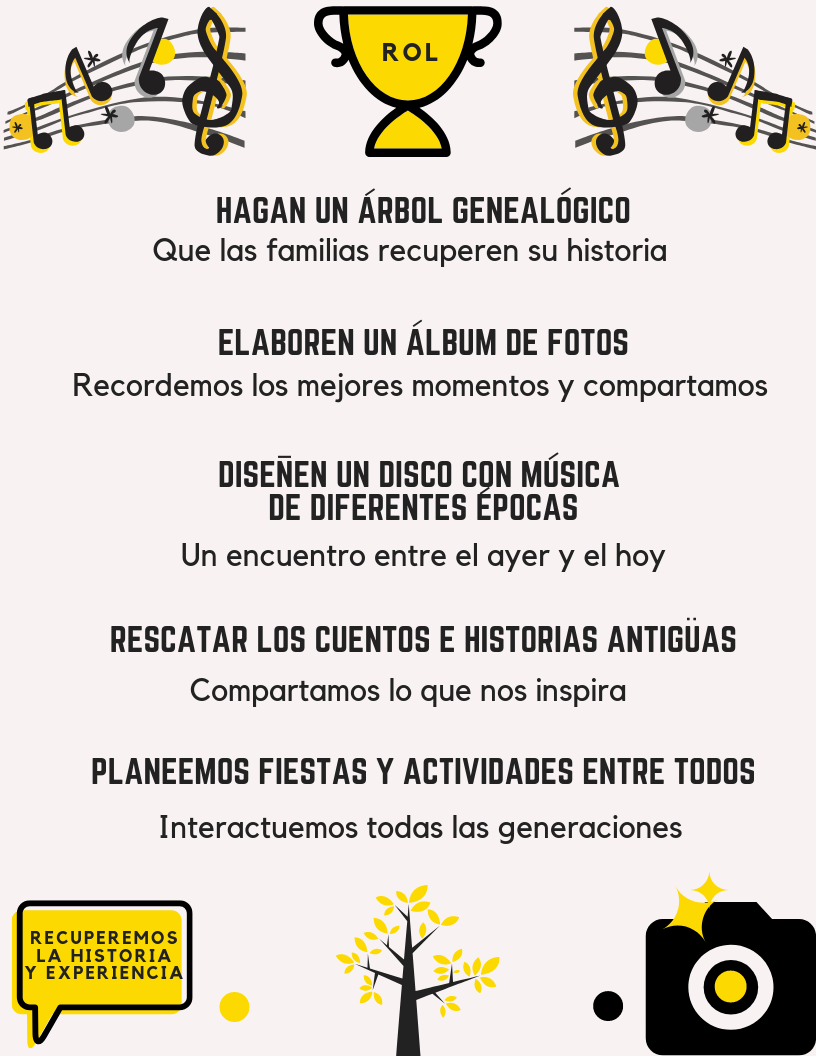 ROL
HAGAN UN ÁRBOL GENEALÓGICO
Que las familias recuperen su historia
ELABOREN UN ÁLBUM DE FOTOS
Recordemos los mejores momentos y compartamos
DISEÑEN UN DISCO CON MÚSICA
DE DIFERENTES ÉPOCAS
Un encuentro entre el ayer y el hoy
RESCATAR LOS CUENTOS E HISTORIAS ANTIGÜAS
Compartamos lo que nos inspira
PLANEEMOS FIESTAS Y ACTIVIDADES ENTRE TODOS
Interactuemos todas las generaciones
RECUPEREMOS
LA HISTORIA
Y EXPERIENCIA